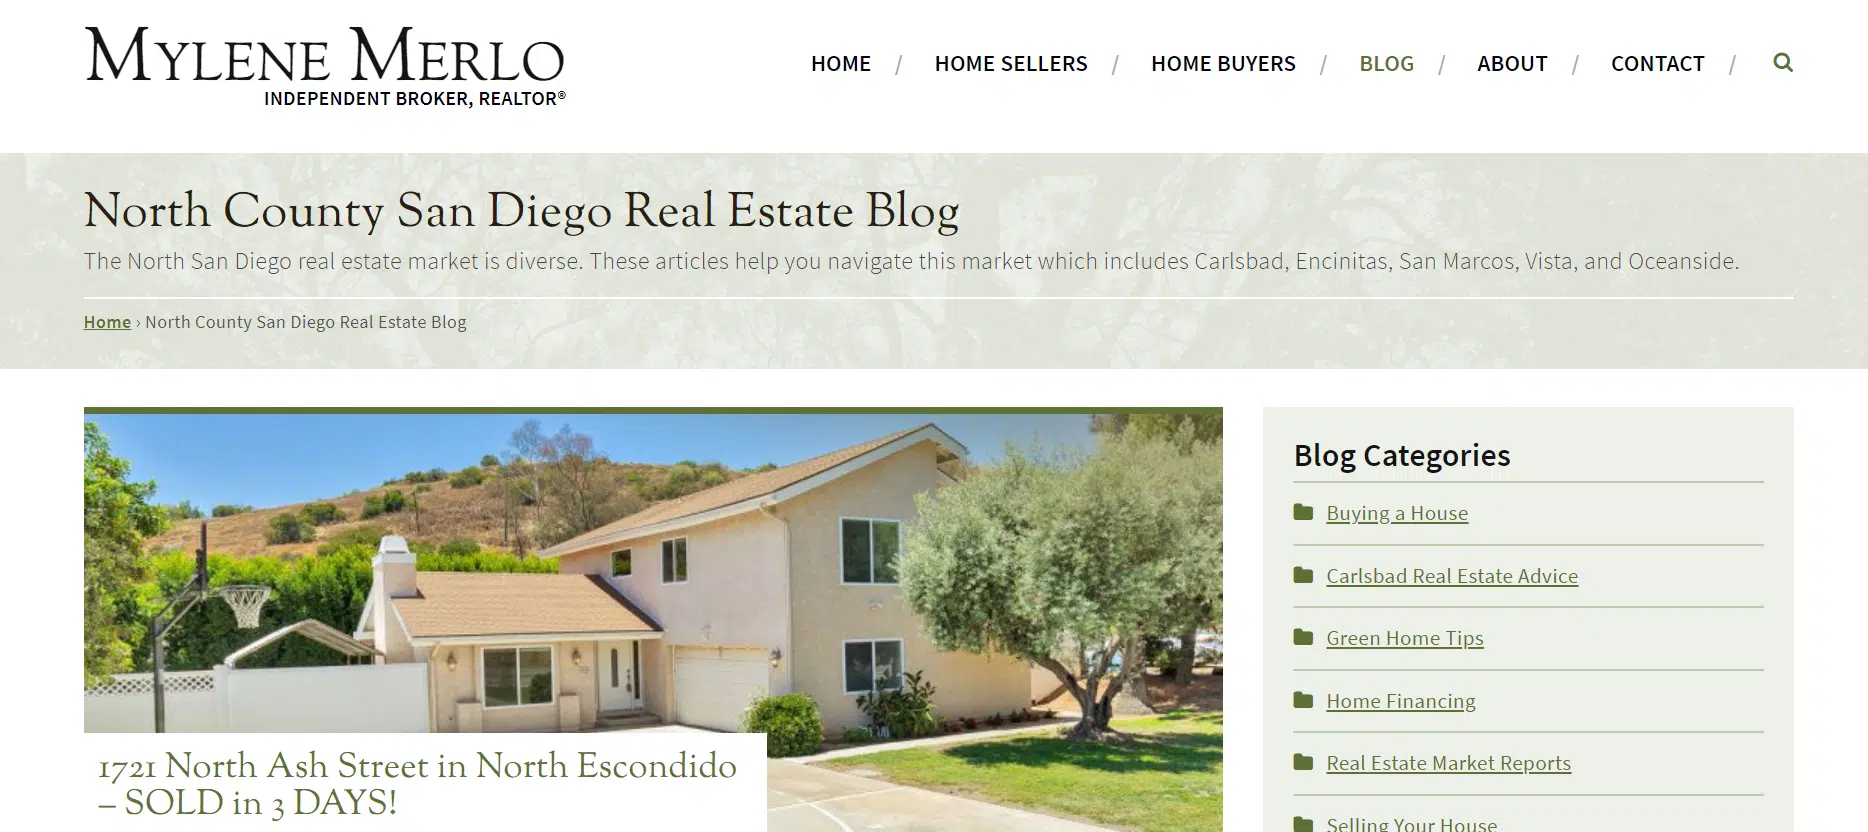 MYLENE MERLO
INDEPENDENT BROKER, REALTOR®
HOME / HOME SELLERS / HOME BUYERS / BLOG / ABOUT / CONTACT /
North County San Diego Real Estate Blog
The North San Diego real estate market is diverse. These articles help you navigate this market which includes Carlsbad, Encinitas, San Marcos, Vista, and Oceanside.
Home › North County San Diego Real Estate Blog
1721 North Ash Street in North Escondido
– SOLD in 3 DAYS!
Blog Categories
Buying a House
Carlsbad Real Estate Advice
Green Home Tips
Home Financing
Real Estate Market Reports
Selling Your House